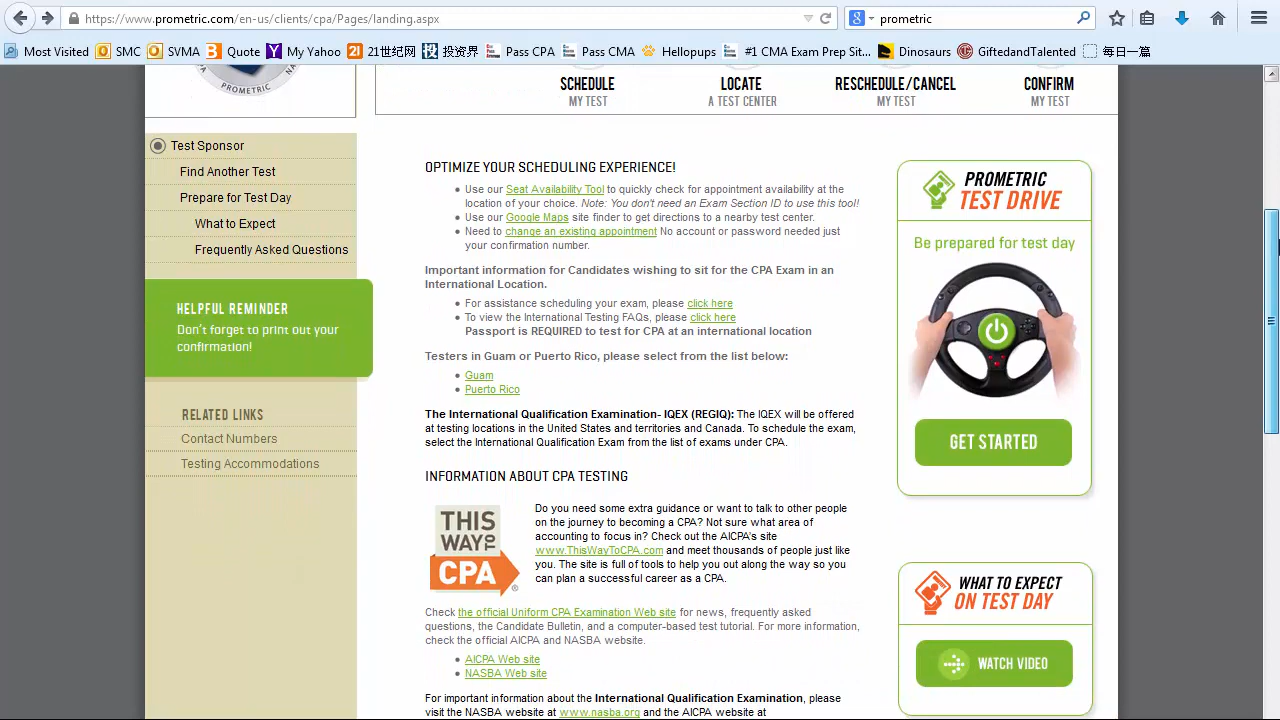 https://www.prometric.com/en-us/clients/cpa/Pages/landing.aspx
prometric
Most Visited
SMC
SVMA
Quote
My Yahoo
21世纪网
投资界
Pass CPA
Pass CMA
Hellopups
#1 CMA Exam Prep Sit...
Dinosaurs
GiftedandTalented
每日一篇
PROMETRIC
SCHEDULE
MY TEST
LOCATE
A TEST CENTER
RESCHEDULE/CANCEL
MY TEST
CONFIRM
MY TEST
Test Sponsor
Find Another Test
Prepare for Test Day
What to Expect
Frequently Asked Questions
HELPFUL REMINDER
Don't forget to print out your
confirmation!
RELATED LINKS
Contact Numbers
Testing Accommodations
OPTIMIZE YOUR SCHEDULING EXPERIENCE!
Use our Seat Availability Tool to quickly check for appointment availability at the
location of your choice. Note: You don't need an Exam Section ID to use this tool!
Use our Google Maps site finder to get directions to a nearby test center.
Need to change an existing appointment No account or password needed just
your confirmation number.
Important information for Candidates wishing to sit for the CPA Exam in an
International Location.
For assistance scheduling your exam, please click here
To view the International Testing FAQs, please click here
Passport is REQUIRED to test for CPA at an international location
Testers in Guam or Puerto Rico, please select from the list below:
Guam
Puerto Rico
The International Qualification Examination- IQEX (REGIQ): The IQEX will be offered
at testing locations in the United States and territories and Canada. To schedule the exam,
select the International Qualification Exam from the list of exams under CPA.
INFORMATION ABOUT CPA TESTING
THIS
WAY TO
CPA
®
Do you need some extra guidance or want to talk to other people
on the journey to becoming a CPA? Not sure what area of
accounting to focus in? Check out the AICPA's site
www.ThisWayToCPA.com and meet thousands of people just like
you. The site is full of tools to help you out along the way so you
can plan a successful career as a CPA.
Check the official Uniform CPA Examination Web site for news, frequently asked
questions, the Candidate Bulletin, and a computer-based test tutorial. For more information,
check the official AICPA and NASBA website.
AICPA Web site
NASBA Web site
For important information about the International Qualification Examination, please
visit the NASBA website at www.nasba.org and the AICPA website at
PROMETRIC
TEST DRIVE
Be prepared for test day
GET STARTED
WHAT TO EXPECT
ON TEST DAY
WATCH VIDEO